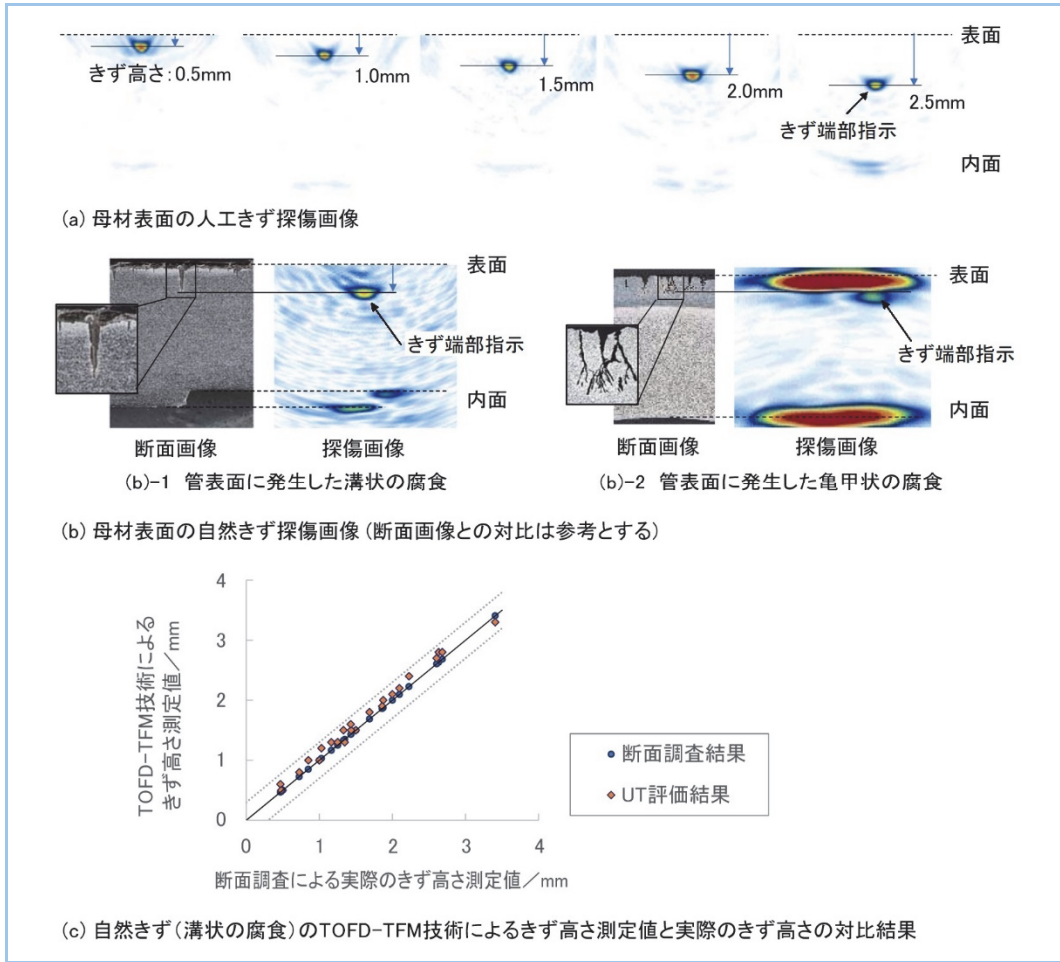 表面
きず高さ：0.5mm
1.0mm
1.5mm
2.0mm
2.5mm
きず端部指示
内面
(a) 母材表面の人工きず探傷画像
表面
きず端部指示
内面
断面画像
探傷画像
(b)-1 管表面に発生した溝状の腐食
表面
きず端部指示
内面
断面画像
探傷画像
(b)-2 管表面に発生した亀甲状の腐食
(b) 母材表面の自然きず探傷画像（断面画像との対比は参考とする）
TOFD-TFM技術による
きず高さ測定値／mm
4
3
2
1
0
0 1 2 3 4
断面調査による実際のきず高さ測定値／mm
断面調査結果
UT評価結果
(c) 自然きず（溝状の腐食）のTOFD-TFM技術によるきず高さ測定値と実際のきず高さの対比結果